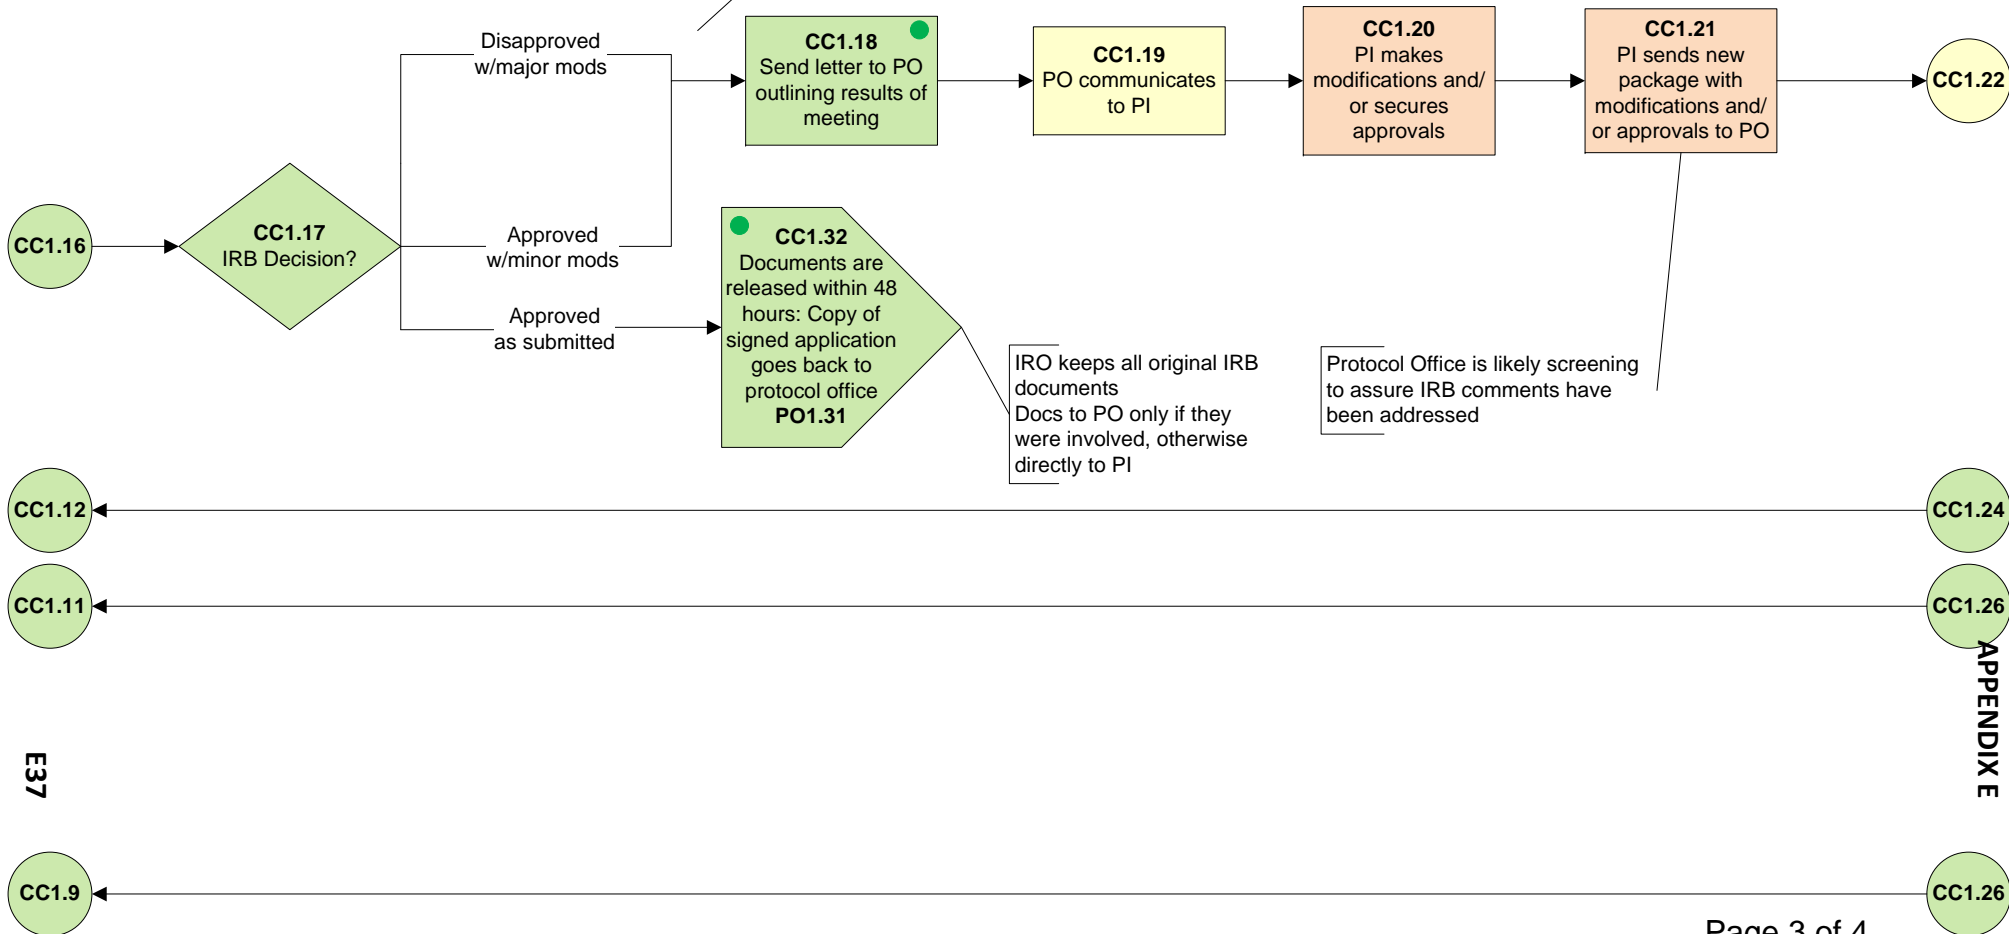 Disapproved
w/major mods
CC1.18
Send letter to PO
outlining results of
meeting
CC1.19
PO communicates
to PI
CC1.20
PI makes
modifications and/
or secures
approvals
CC1.21
PI sends new
package with
modifications and/
or approvals to PO
CC1.22
CC1.16
CC1.17
IRB Decision?
Approved
w/minor mods
Approved
as submitted
CC1.32
Documents are
released within 48
hours: Copy of
signed application
goes back to
protocol office
PO1.31
IRO keeps all original IRB
documents
Docs to PO only if they
were involved, otherwise
directly to PI
Protocol Office is likely screening
to assure IRB comments have
been addressed
CC1.12
CC1.24
CC1.11
CC1.26
APPENDIX E
E37
CC1.9
CC1.26
Page 3 of 4